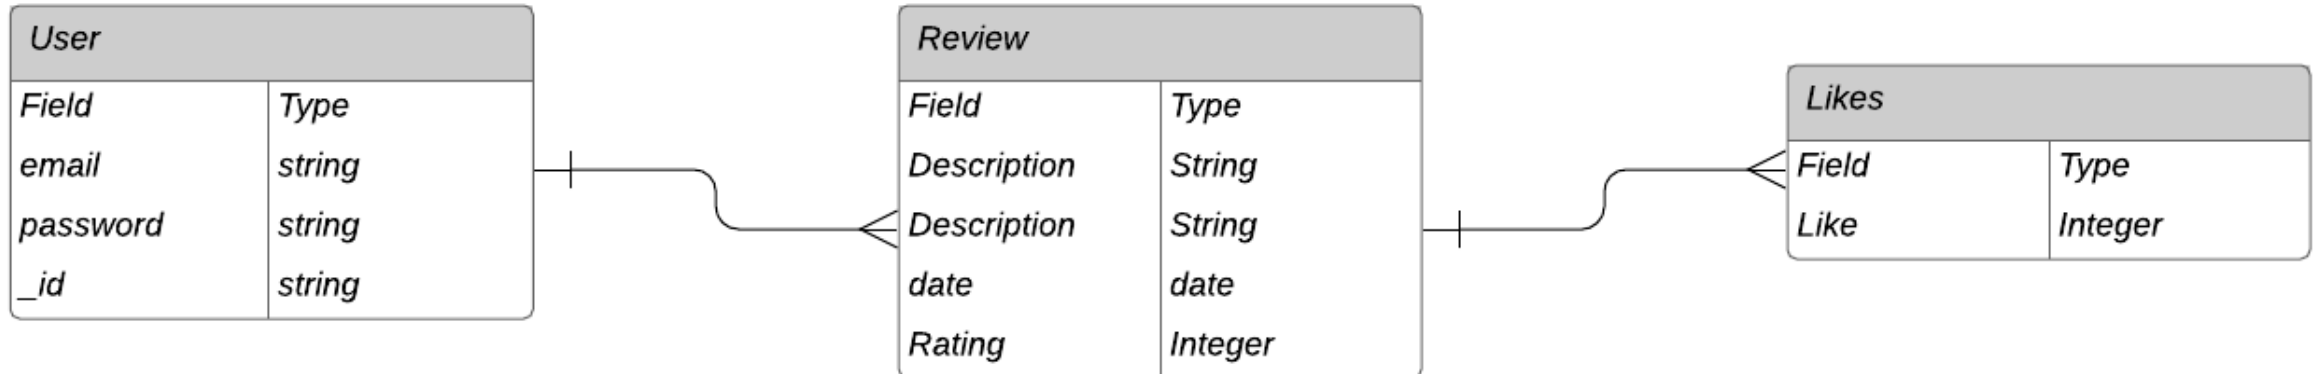 User
Field Type
email string
password string
_id string
Review
Field Type
Description String
Description String
date date
Rating Integer
Likes
Field Type
Like Integer